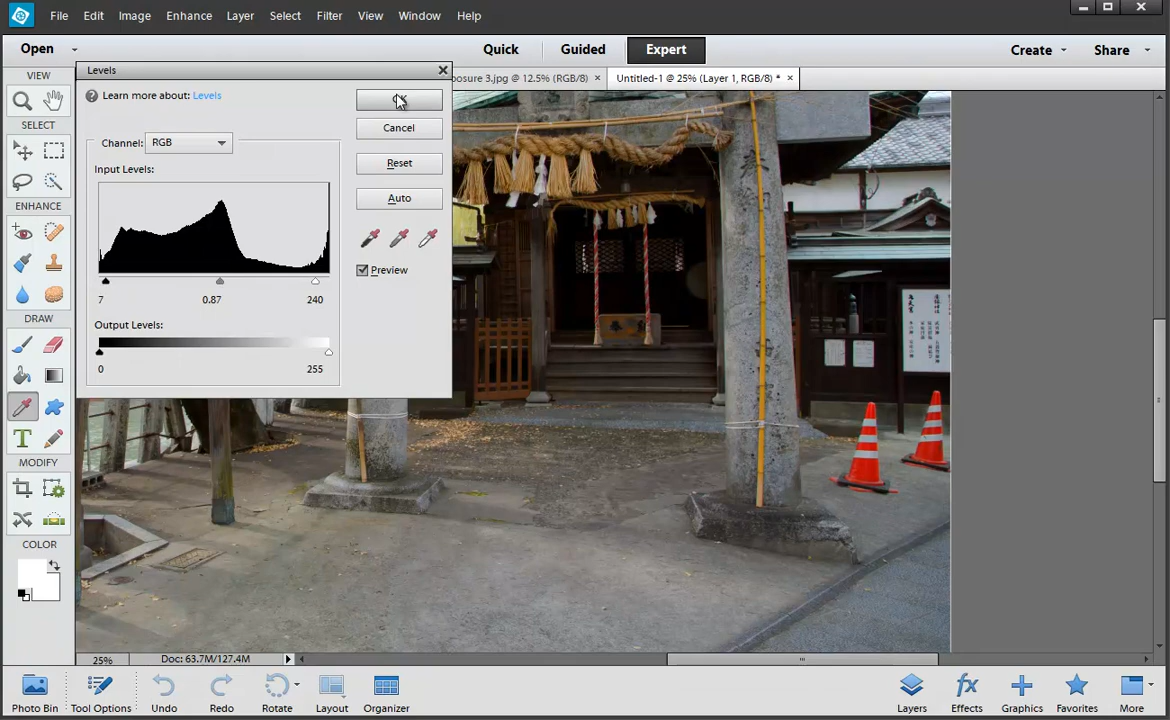 File Edit Image Enhance Layer Select Filter View Window Help
Open Quick Guided Expert Create Share
VIEW
Levels
posure 3.jpg @ 12.5% (RGB/8) × Untitled-1 @ 25% (Layer 1, RGB/8) * ×
Learn more about: Levels
SELECT
Cancel
Channel: RGB
Reset
Input Levels:
Auto
ENHANCE
Preview
7 0.87 240
DRAW
Output Levels:
0 255
MODIFY
COLOR
25% Doc: 63.7M/127.4M
Photo Bin Tool Options Undo Redo Rotate Layout Organizer Layers Effects Graphics Favorites More